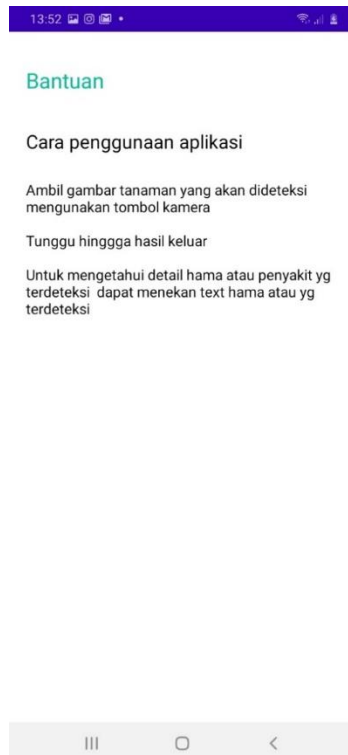 13:52
Bantuan
Cara penggunaan aplikasi
Ambil gambar tanaman yang akan dideteksi
mengunakan tombol kamera
Tunggu hinggga hasil keluar
Untuk mengetahui detail hama atau penyakit yg
terdeteksi  dapat menekan text hama atau yg
terdeteksi